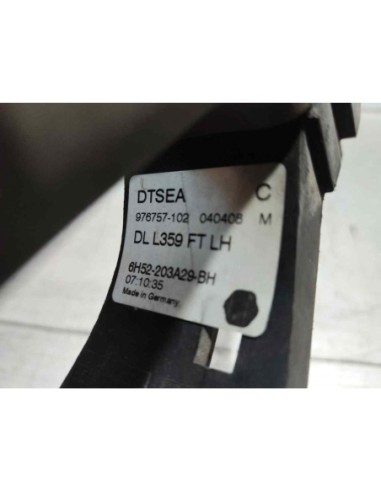 DTSEA C
976757-102 040408 M
DL L359 FT LH
6H52-203A29-BH
07:10:35
Made in Germany